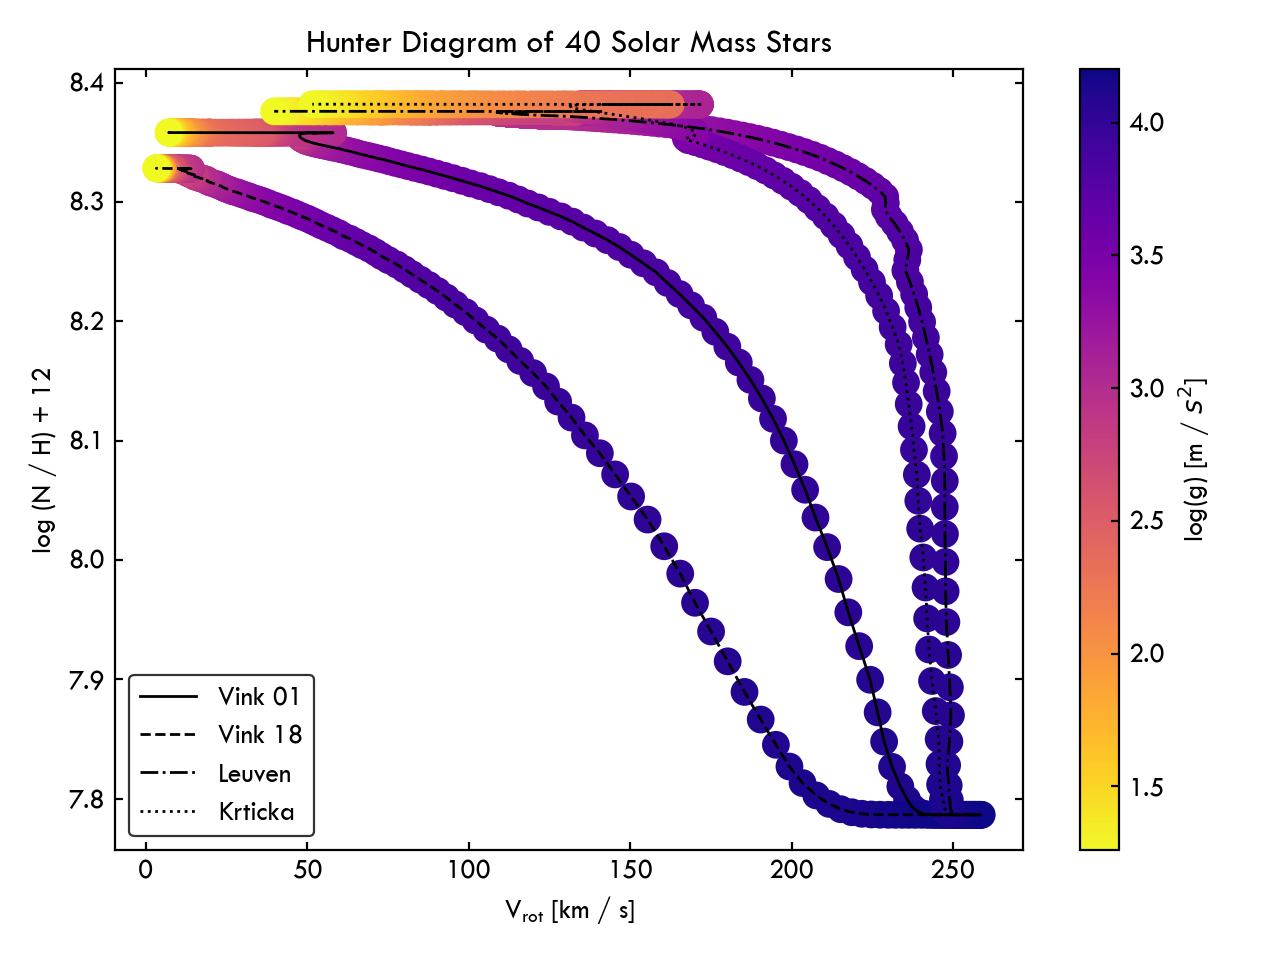 Hunter Diagram of 40 Solar Mass Stars
8.4
8.3
8.2
8.1
8.0
7.9
7.8
log (N / H) + 12
Vink 01
Vink 18
Leuven
Krticka
0 50 100 150 200 250
V_rot [km / s]
4.0
3.5
3.0
2.5
2.0
1.5
log(g) [m / s²]